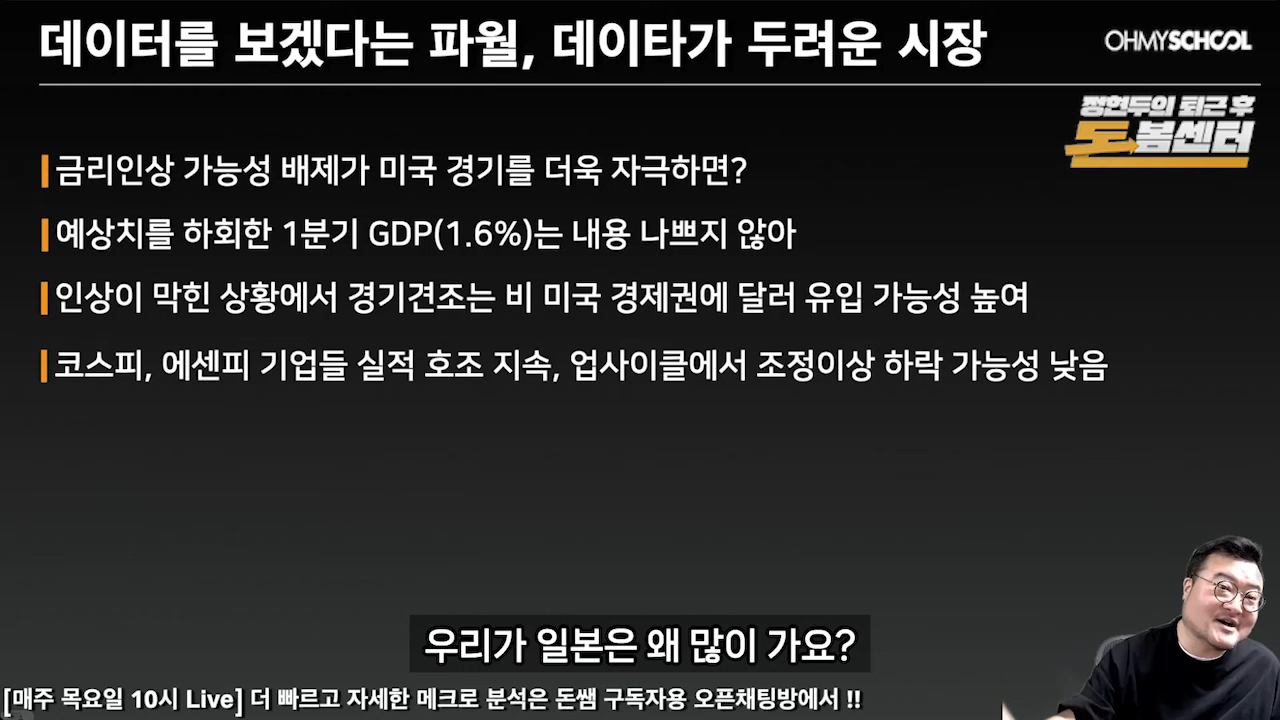 데이터를 보겠다는 파월, 데이타가 두려운 시장
OHMYSCHOOL
정언두의 퇴근 후
돈봄센터
금리인상 가능성 배제가 미국 경기를 더욱 자극하면?
예상치를 하회한 1분기 GDP(1.6%)는 내용 나쁘지 않아
인상이 막힌 상황에서 경기견조는 비 미국 경제권에 달러 유입 가능성 높여
코스피, 에센피 기업들 실적 호조 지속, 업사이클에서 조정이상 하락 가능성 낮음
우리가 일본은 왜 많이 가요?
[매주 목요일 10시 Live] 더 빠르고 자세한 메크로 분석은 돈쌤 구독자용 오픈채팅방에서 !!